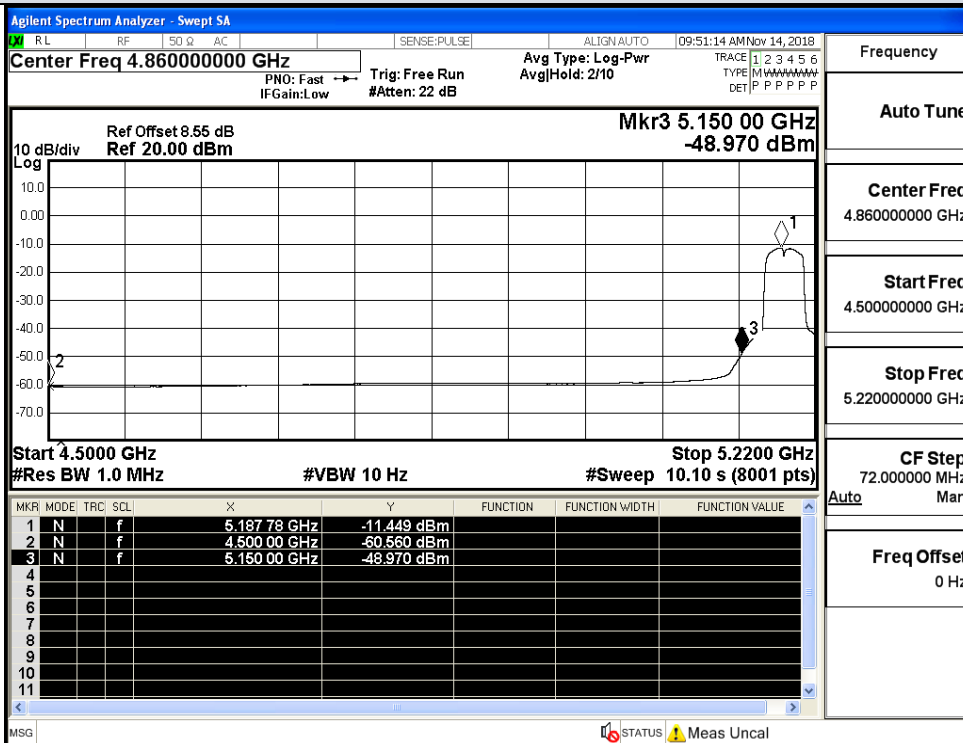 Agilent Spectrum Analyzer - Swept SA
LXI RL RF 50 Ω AC SENSE:PULSE ALIGN AUTO 09:51:14 AM Nov 14, 2018
Center Freq 4.860000000 GHz
PNO: Fast
IFGain:Low
Trig: Free Run
#Atten: 22 dB
Avg Type: Log-Pwr
Avg|Hold: 2/10
TRACE 1 2 3 4 5 6
TYPE M
DET P P P P P P
Mkr3 5.150 00 GHz
-48.970 dBm
Ref Offset 8.55 dB
10 dB/div Ref 20.00 dBm
Log
10.0
0.00
-10.0
-20.0
-30.0
-40.0
-50.0
-60.0
-70.0
1
2
3
Start 4.5000 GHz Stop 5.2200 GHz
#Res BW 1.0 MHz #VBW 10 Hz #Sweep 10.10 s (8001 pts)
MKR MODE TRC SCL X Y FUNCTION FUNCTION WIDTH FUNCTION VALUE
1 N f 5.187 78 GHz -11.449 dBm
2 N f 4.500 00 GHz -60.560 dBm
3 N f 5.150 00 GHz -48.970 dBm
4
5
6
7
8
9
10
11
MSG STATUS Meas Uncal
Frequency
Auto Tune
Center Freq
4.860000000 GHz
Start Freq
4.500000000 GHz
Stop Freq
5.220000000 GHz
CF Step
72.000000 MHz
Auto Man
Freq Offset
0 Hz